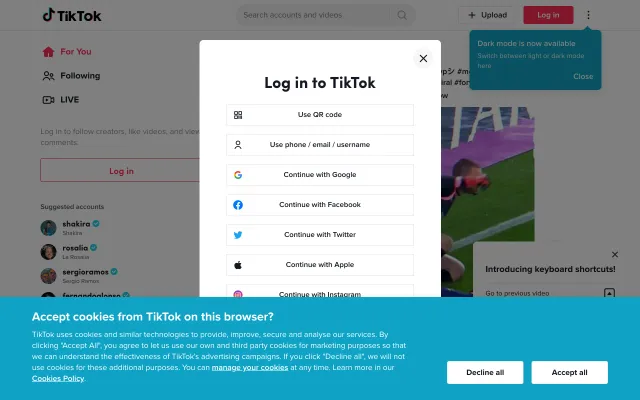 TikTok
Search accounts and videos
+ Upload
Log in
Dark mode is now available
Switch between light or dark mode
here
Close
For You
Following
LIVE
Log in to follow creators, like videos, and view
comments.
Log in
Suggested accounts
shakira
Shakira
rosalia
La Rosalia
sergioramos
Sergio Ramos
fernandoalonso
Log in to TikTok
Use QR code
Use phone / email / username
Continue with Google
Continue with Facebook
Continue with Twitter
Continue with Apple
Continue with Instagram
Introducing keyboard shortcuts!
Go to previous video
Accept cookies from TikTok on this browser?
TikTok uses cookies and similar technologies to provide, improve, secure and analyse our services. By
clicking "Accept All", you agree to let us use our own and third party cookies for marketing purposes so that
we can understand the effectiveness of TikTok's advertising campaigns. If you click "Decline all", we will
not use cookies for these additional purposes. You can manage your cookies at any time. Learn more in our
Cookies Policy.
Decline all
Accept all